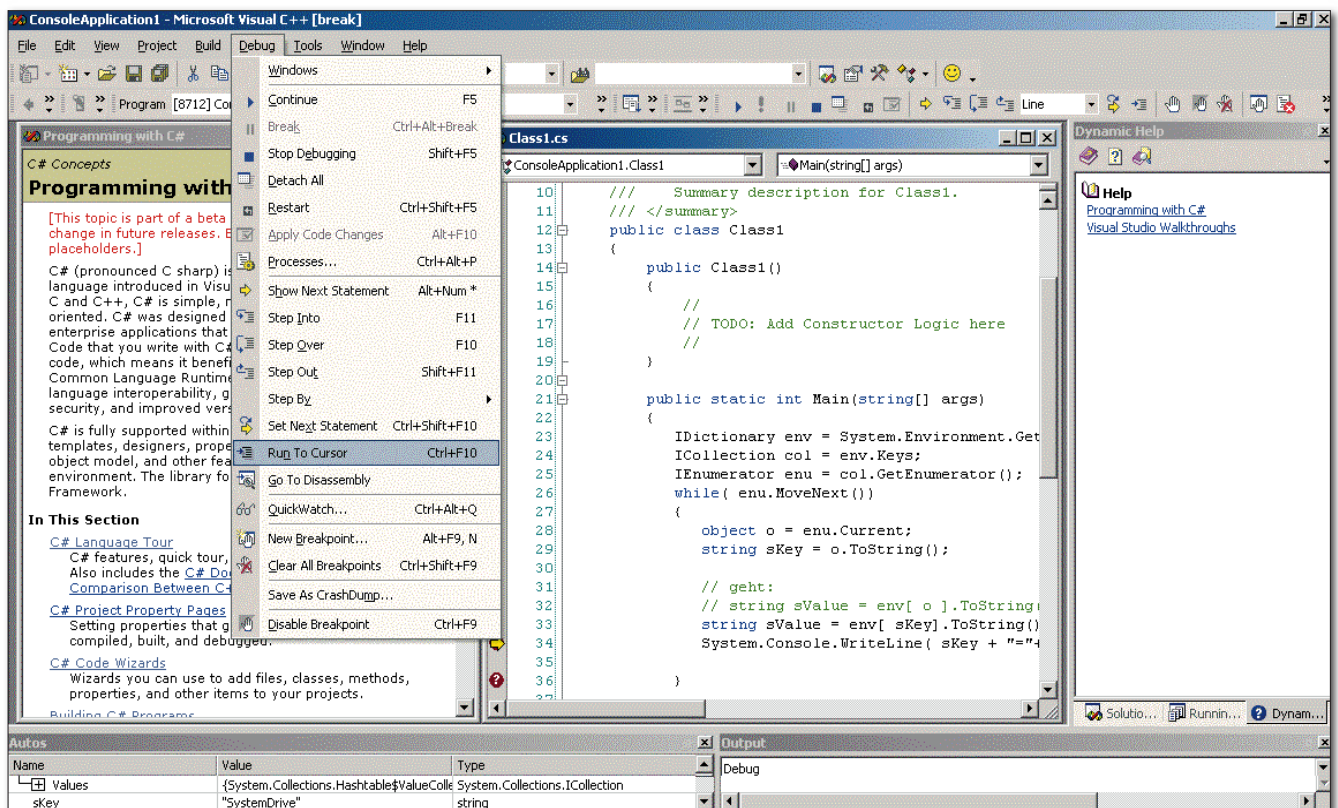 ConsoleApplication1 - Microsoft Visual C++ [break]
File Edit View Project Build Debug Tools Window Help
Program [8712] Line
Windows
Continue F5
Break Ctrl+Alt+Break
Stop Debugging Shift+F5
Detach All
Restart Ctrl+Shift+F5
Apply Code Changes Alt+F10
Processes... Ctrl+Alt+P
Show Next Statement Alt+Num *
Step Into F11
Step Over F10
Step Out Shift+F11
Step By
Set Next Statement Ctrl+Shift+F10
Run To Cursor Ctrl+F10
Go To Disassembly
QuickWatch... Ctrl+Alt+Q
New Breakpoint... Alt+F9, N
Clear All Breakpoints Ctrl+Shift+F9
Save As CrashDump...
Disable Breakpoint Ctrl+F9
Programming with C#
C# Concepts
Programming with
[This topic is part of a beta
change in future releases.
placeholders.]
C# (pronounced C sharp) is
language introduced in
C and C++, C# is simple,
oriented. C# was designed
enterprise applications that
Code that you write with
code, which means it
Common Language Runtime
language interoperability,
security, and improved
C# is fully supported within
templates, designers,
object model, and other
environment. The library
Framework.
In This Section
C# Language Tour
C# features, quick tour,
Also includes the C#
Comparison Between
C# Project Property Pages
Setting properties that
compiled, built, and debugged.
C# Code Wizards
Wizards you can use to add files, classes, methods,
properties, and other items to your projects.
Building C# Programs
Class1.cs
ConsoleApplication1.Class1 Main(string[] args)
10 /// Summary description for Class1.
11 /// </summary>
12 public class Class1
13 {
14 public Class1()
15 {
16 //
17 // TODO: Add Constructor Logic here
18 //
19 }
20
21 public static int Main(string[] args)
22 {
23 IDictionary env = System.Environment.Get
24 ICollection col = env.Keys;
25 IEnumerator enu = col.GetEnumerator();
26 while( enu.MoveNext())
27 {
28 object o = enu.Current;
29 string sKey = o.ToString();
30
31 // geht:
32 // string sValue = env[ o ].ToString(
33 string sValue = env[ sKey].ToString()
34 System.Console.WriteLine( sKey + "="+
35
36 }
37
Dynamic Help
Help
Programming with C#
Visual Studio Walkthroughs
Solutio... Runnin... Dynam...
Autos
Name Value Type
Values {System.Collections.Hashtable$ValueColle System.Collections.ICollection
sKey "SystemDrive" string
Output
Debug